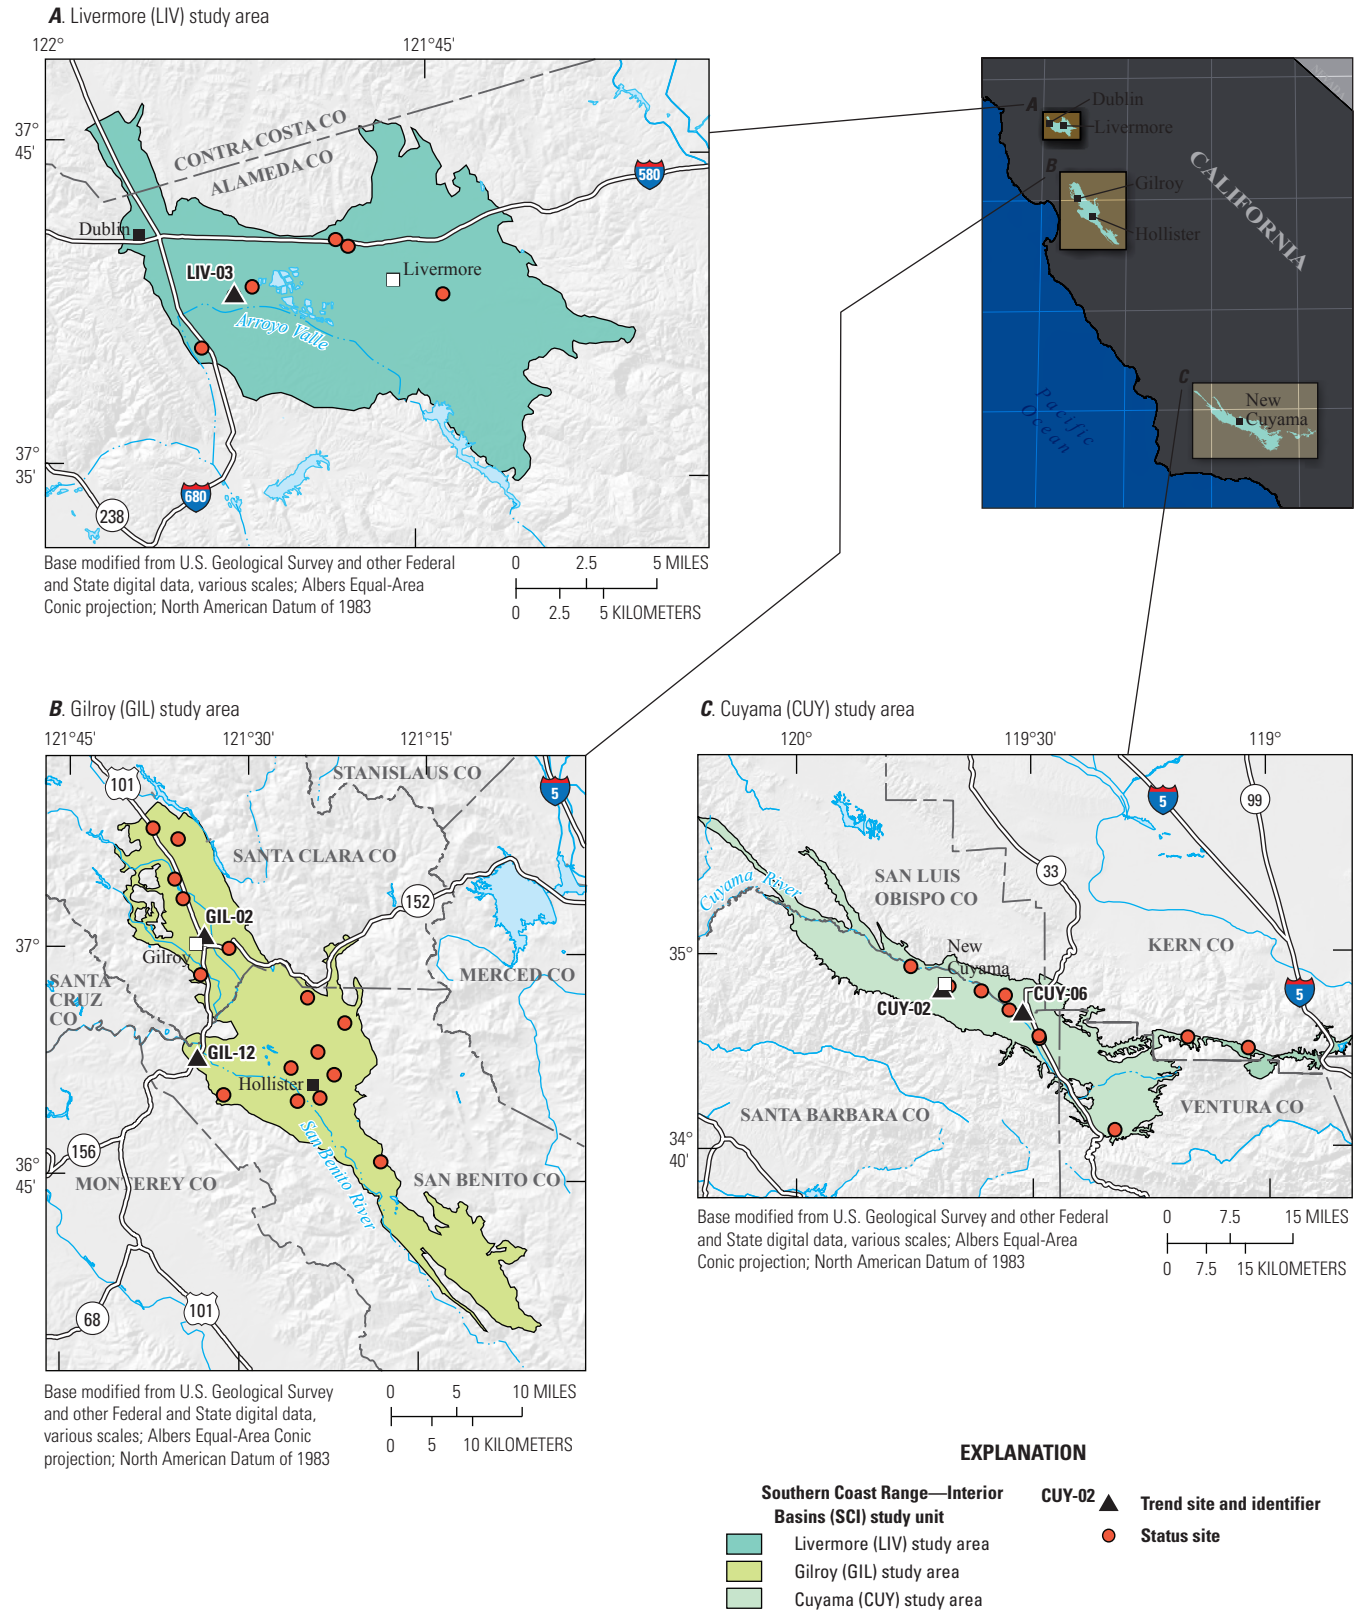 A. Livermore (LIV) study area
122°
121°45'
37°
45'
CONTRA COSTA CO
ALAMEDA CO
580
Dublin
LIV-03
Livermore
Arroyo Valle
37°
35'
680
238
Base modified from U.S. Geological Survey and other Federal
and State digital data, various scales; Albers Equal-Area
Conic projection; North American Datum of 1983
0 2.5 5 MILES
0 2.5 5 KILOMETERS
A
Dublin
Livermore
B
Gilroy
Hollister
CALIFORNIA
C
New
Cuyama
Pacific
Ocean
B. Gilroy (GIL) study area
121°45'
121°30'
121°15'
101
STANISLAUS CO
5
SANTA CLARA CO
152
GIL-02
37°
Gilroy
SANTA
CRUZ
CO
MERCED CO
GIL-12
Hollister
156
San Benito River
36°
45'
MONTEREY CO
SAN BENITO CO
68
101
Base modified from U.S. Geological Survey
and other Federal and State digital data,
various scales; Albers Equal-Area Conic
projection; North American Datum of 1983
0 5 10 MILES
0 5 10 KILOMETERS
C. Cuyama (CUY) study area
120°
119°30'
119°
5
99
33
SAN LUIS
OBISPO CO
Cuyama River
35°
New
Cuyama
KERN CO
CUY-02
CUY-06
5
SANTA BARBARA CO
VENTURA CO
34°
40'
Base modified from U.S. Geological Survey and other Federal
and State digital data, various scales; Albers Equal-Area
Conic projection; North American Datum of 1983
0 7.5 15 MILES
0 7.5 15 KILOMETERS
EXPLANATION
Southern Coast Range—Interior
Basins (SCI) study unit
Livermore (LIV) study area
Gilroy (GIL) study area
Cuyama (CUY) study area
CUY-02 Trend site and identifier
Status site